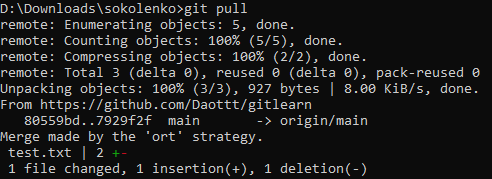 D:\Downloads\sokolenko>git pull
remote: Enumerating objects: 5, done.
remote: Counting objects: 100% (5/5), done.
remote: Compressing objects: 100% (2/2), done.
remote: Total 3 (delta 0), reused 0 (delta 0), pack-reused 0
Unpacking objects: 100% (3/3), 927 bytes | 8.00 KiB/s, done.
From https://github.com/Daottt/gitlearn
   80559bd..7929f2f  main       -> origin/main
Merge made by the 'ort' strategy.
 test.txt | 2 +-
 1 file changed, 1 insertion(+), 1 deletion(-)